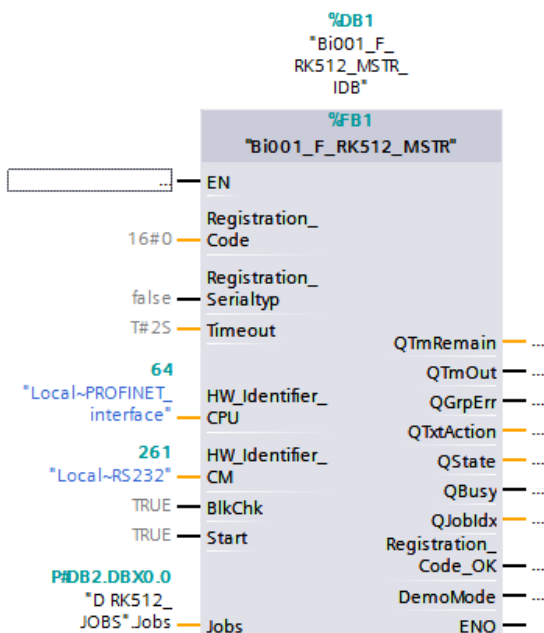 %DB1
"Bi001_F_
RK512_MSTR_
IDB"
%FB1
"Bi001_F_RK512_MSTR"
... EN
Registration_
16#0 Code
Registration_
false Serialtyp
T#2S Timeout
QTmRemain ...
64
QTmOut ...
"Local~PROFINET_
interface"
HW_Identifier_
CPU
QGrpErr ...
QTxtAction ...
261
"Local~RS232"
HW_Identifier_
CM
QState ...
QBusy ...
TRUE BlkChk
QJobIdx ...
TRUE Start
Registration_
Code_OK ...
P#DB2.DBX0.0
"D RK512_
JOBS".Jobs
Jobs
DemoMode ...
ENO